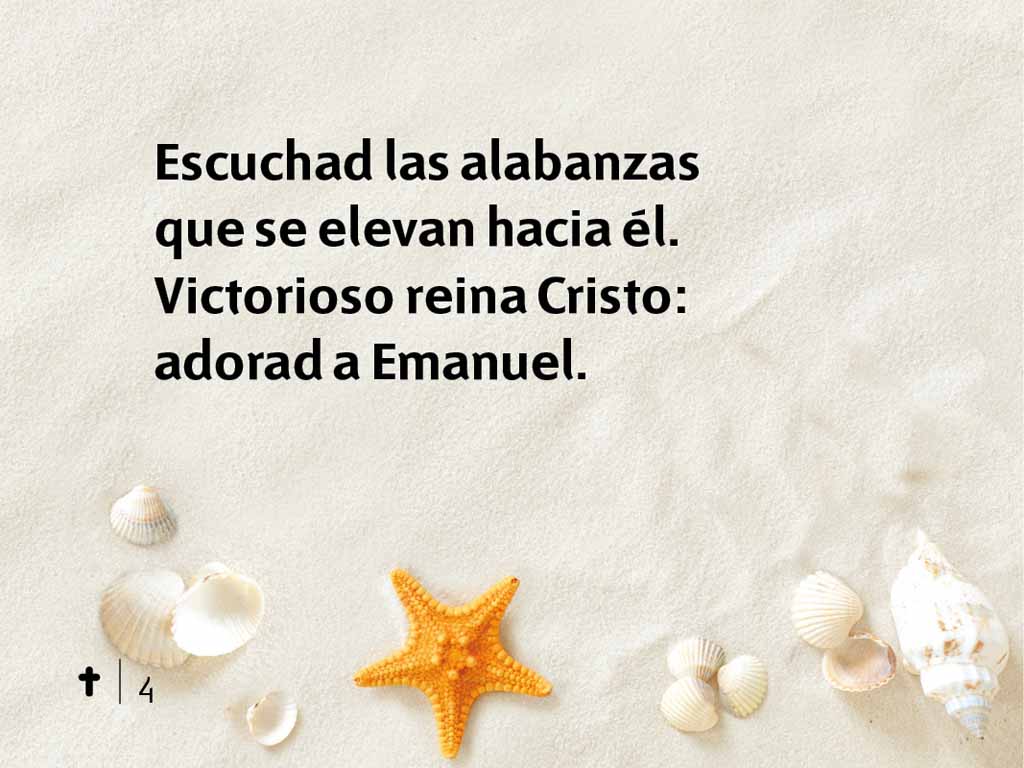 Escuchad las alabanzas
que se elevan hacia él.
Victorioso reina Cristo:
adorad a Emanuel.
4